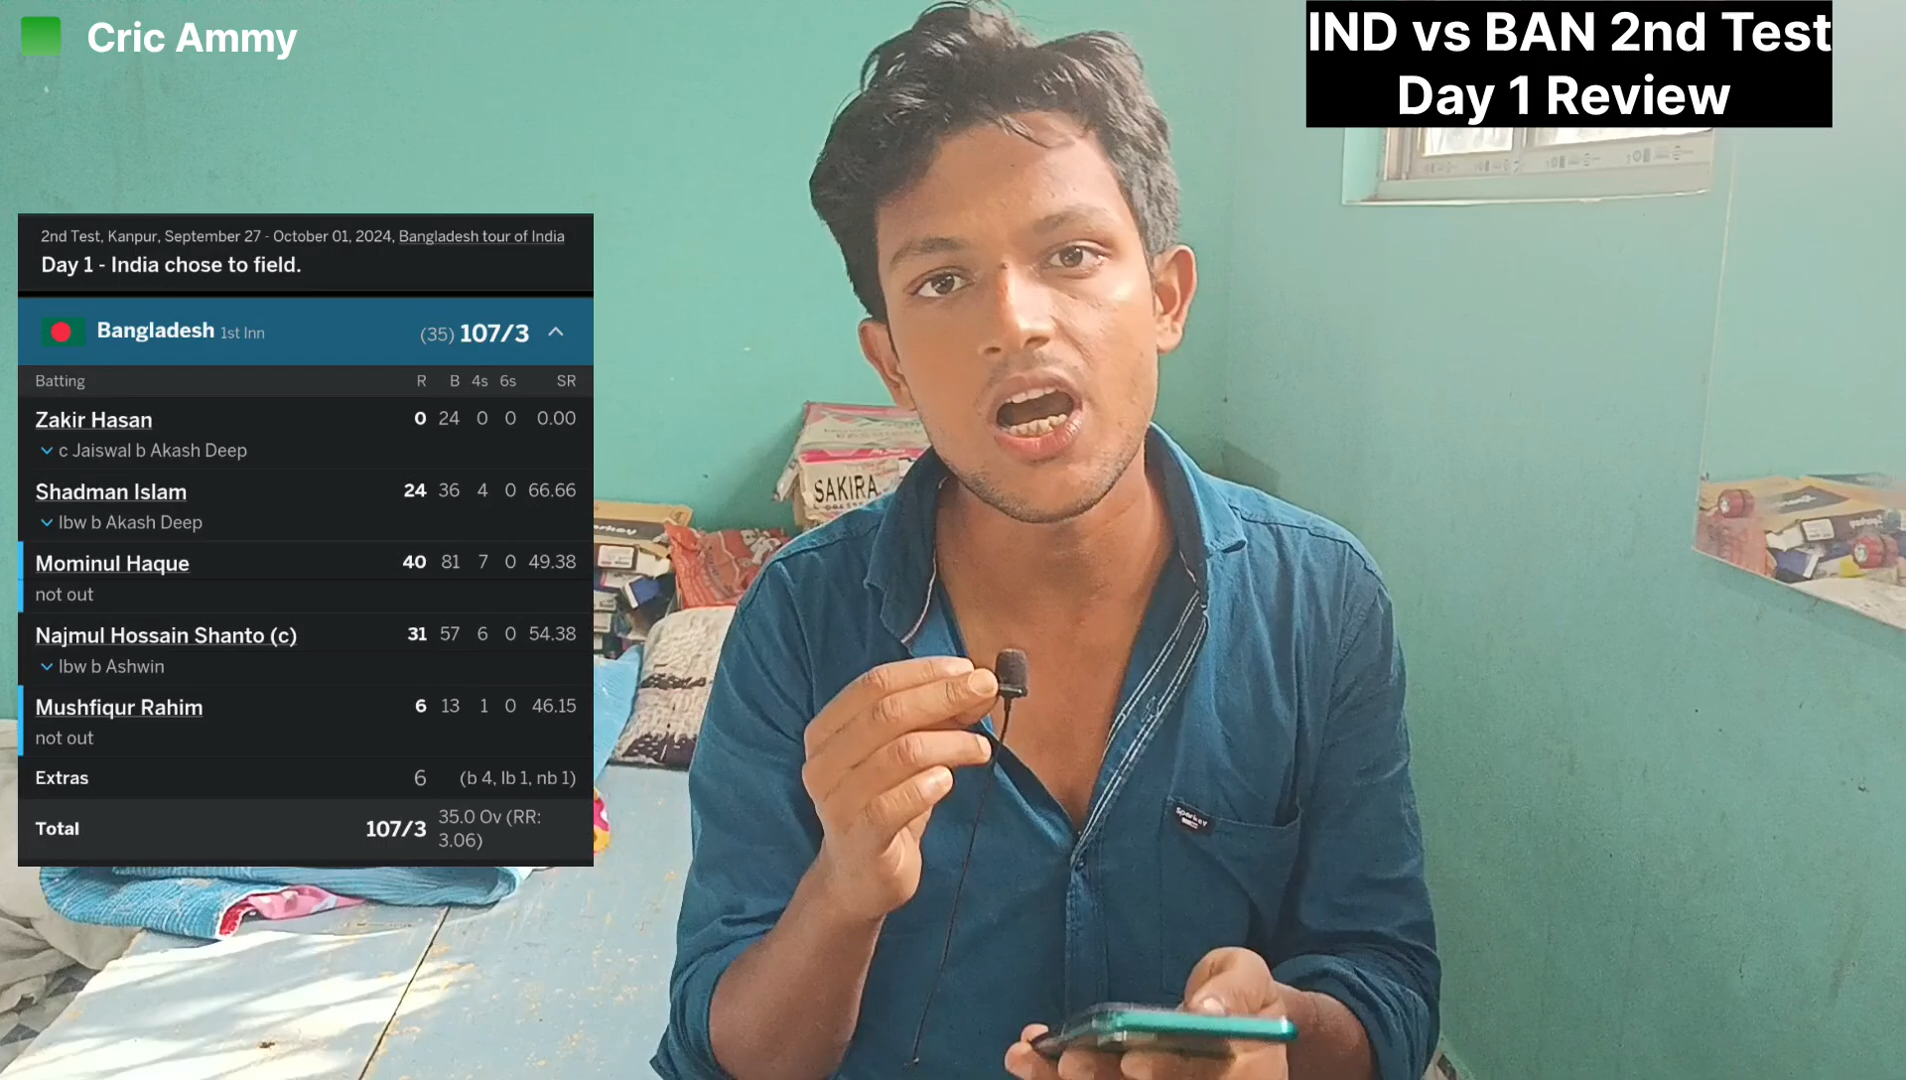 Cric Ammy
IND vs BAN 2nd Test
Day 1 Review
2nd Test, Kanpur, September 27 - October 01, 2024, Bangladesh tour of India
Day 1 - India chose to field.
Bangladesh 1st Inn (35) 107/3
Batting R B 4s 6s SR
Zakir Hasan 0 24 0 0 0.00
c Jaiswal b Akash Deep
Shadman Islam 24 36 4 0 66.66
lbw b Akash Deep
Mominul Haque 40 81 7 0 49.38
not out
Najmul Hossain Shanto (c) 31 57 6 0 54.38
lbw b Ashwin
Mushfiqur Rahim 6 13 1 0 46.15
not out
Extras 6 (b 4, lb 1, nb 1)
Total 107/3 35.0 Ov (RR:
3.06)
SAKIRA
Sparky